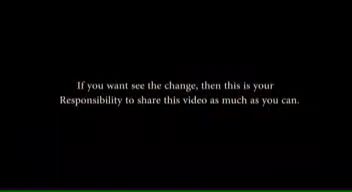 If you want see the change, then this is your
Responsibility to share this video as much as you can.